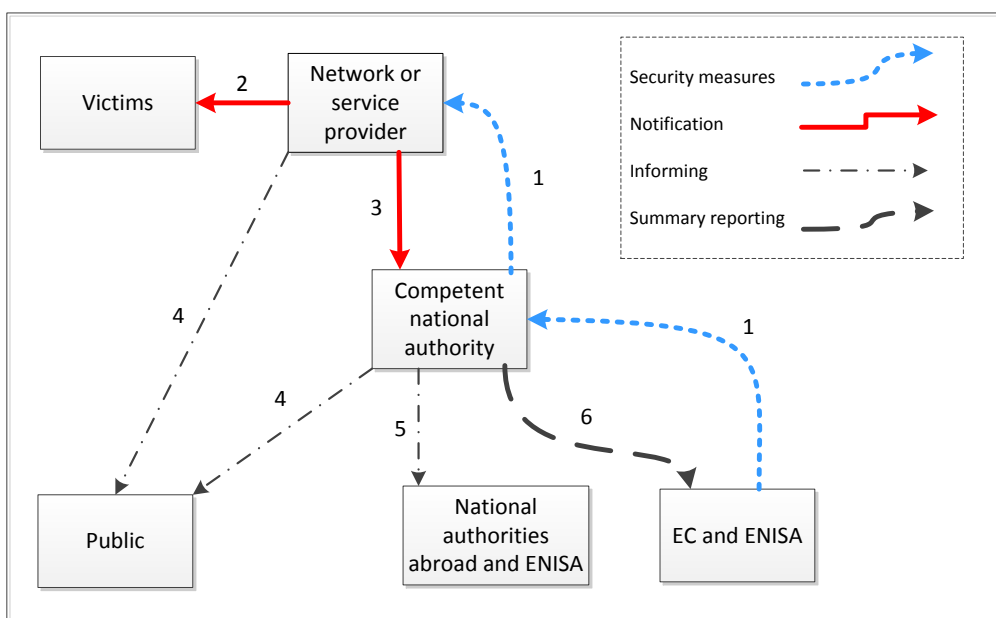 Victims
2
Network or
service
provider
Security measures
Notification
Informing
Summary reporting
1
3
4
Competent
national
authority
1
4
5
6
Public
National
authorities
abroad and ENISA
EC and ENISA